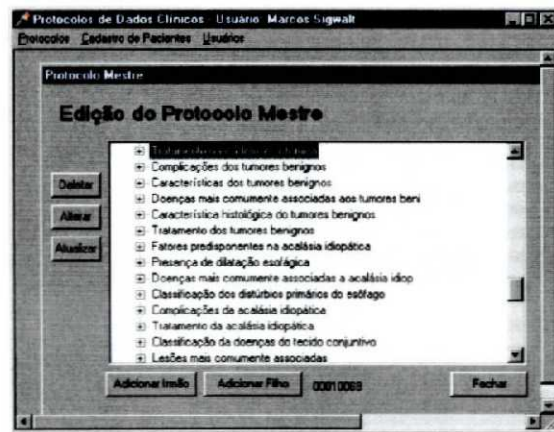 Protocolos de Dados Clínicos - Usuário: Marcos Sigwalt
Protocolos Cadastro de Pacientes Usuários
Protocolo Mestre
Edição do Protocolo Mestre
Complicações dos tumores benignos
Características dos tumores benignos
Doenças mais comumente associadas aos tumores beni
Característica histológica do tumores benignos
Tratamento dos tumores benignos
Fatores predisponentes na acalásia idiopática
Presença de dilatação esofágica
Doenças mais comumente associadas a acalásia idiop
Classificação dos distúrbios primários do esôfago
Complicações da acalásia idiopática
Tratamento da acalásia idiopática
Classificação da doenças do tecido conjuntivo
Lesões mais comumente associadas
Deletar
Alterar
Atualizar
Adicionar Irmão Adicionar Filho 00010069 Fechar